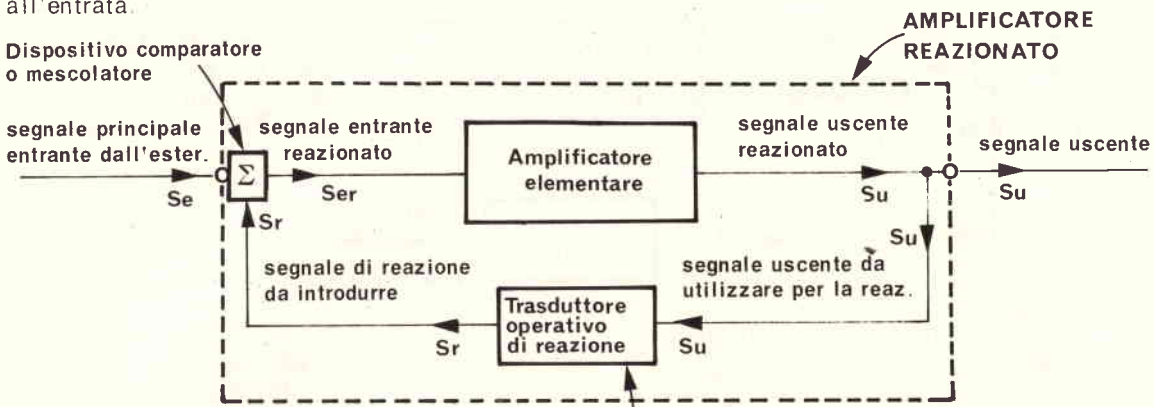 all'entrata.
AMPLIFICATORE
REAZIONATO
Dispositivo comparatore
o mescolatore
segnale principale
entrante dall'ester.
segnale entrante
reazionato
Amplificatore
elementare
segnale uscente
reazionato
segnale uscente
Σ
Se
Ser
Su
Su
Sr
Su
segnale di reazione
da introdurre
segnale uscente da
utilizzare per la reaz.
Trasduttore
operativo
di reazione
Sr
Su